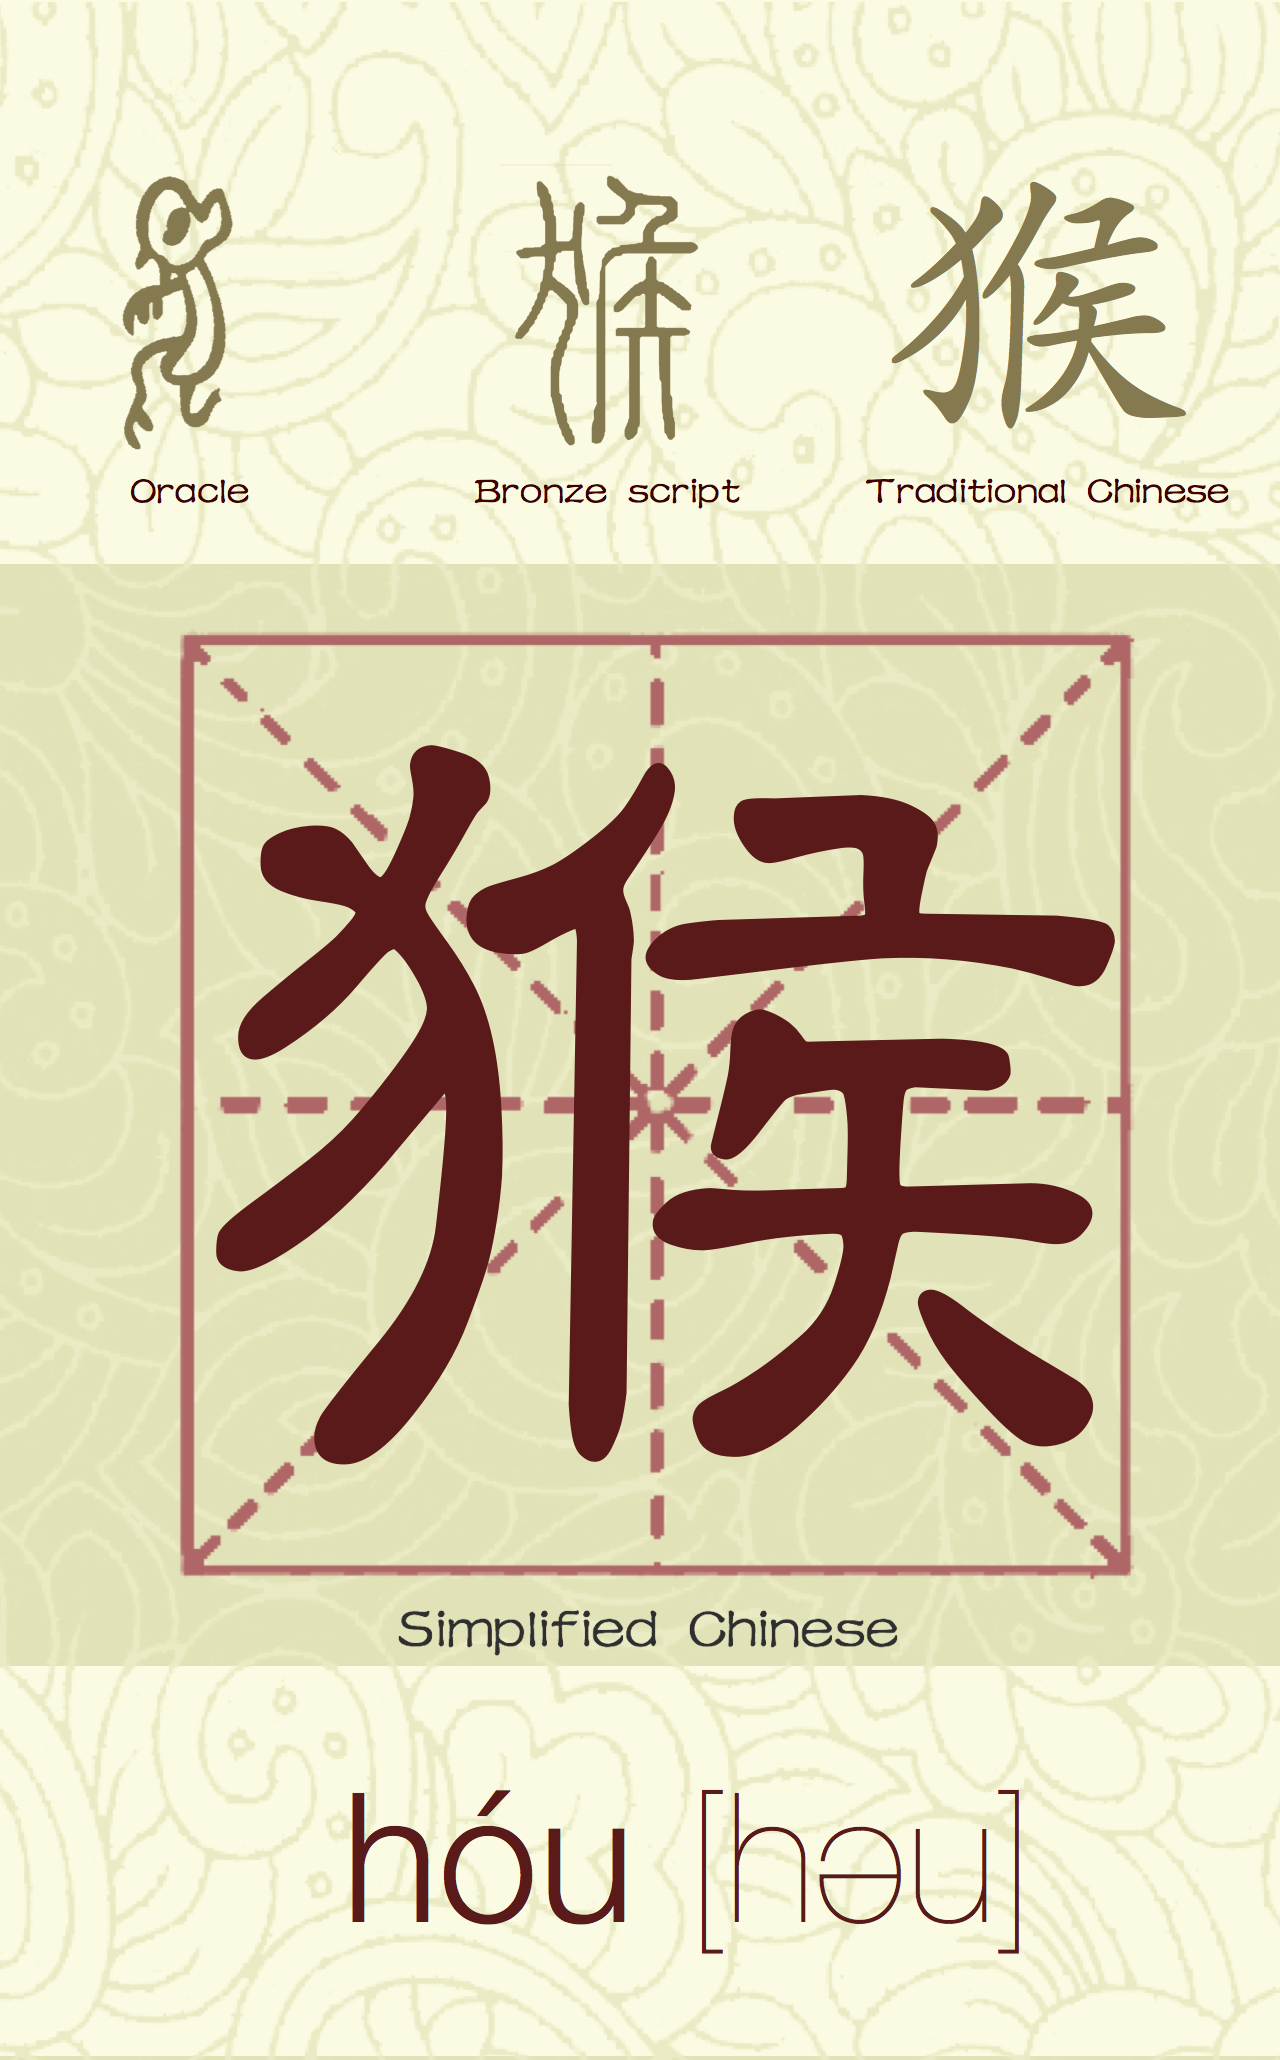 猴
Oracle Bronze script Traditional Chinese
猴
Simplified Chinese
hóu [həu]